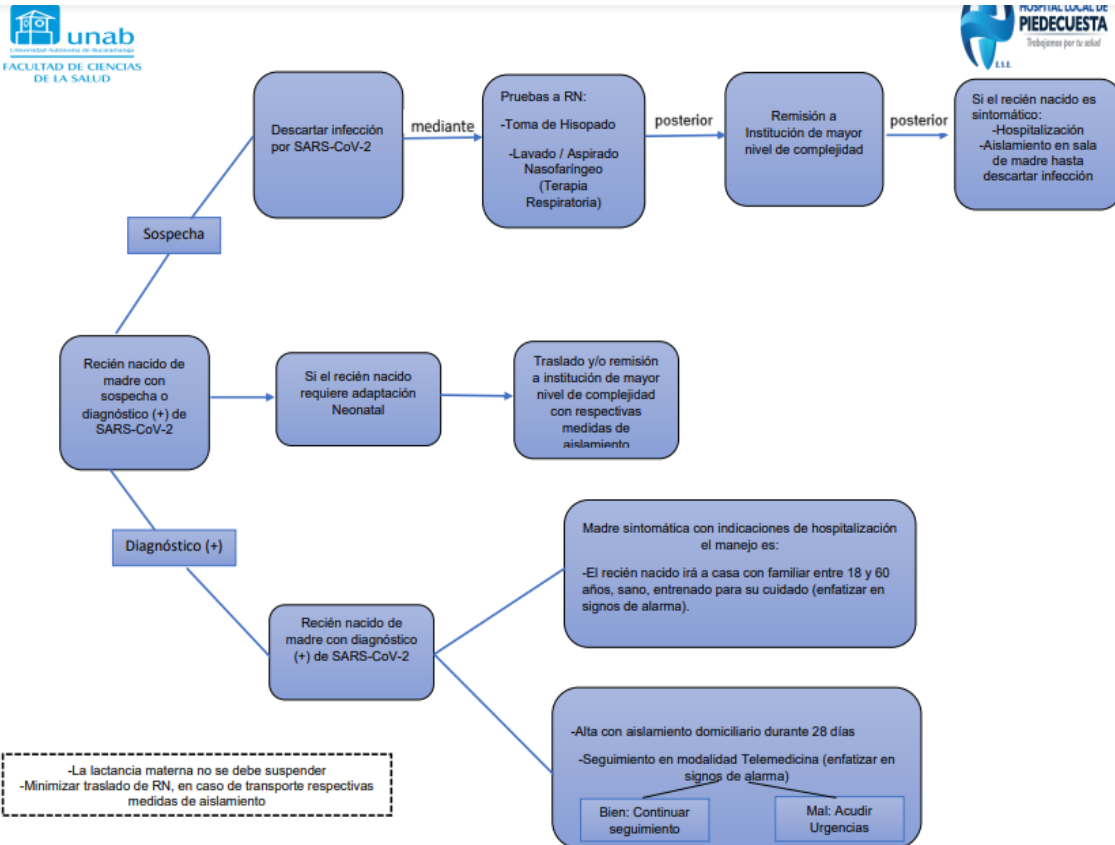 unab
Universidad Autónoma de Bucaramanga
FACULTAD DE CIENCIAS
DE LA SALUD
HOSPITAL LOCAL DE
PIEDECUESTA
Trabajamos por tu salud
E.S.E.
Descartar infección
por SARS-CoV-2
mediante
Pruebas a RN:
-Toma de Hisopado
-Lavado / Aspirado
Nasofaríngeo
(Terapia
Respiratoria)
posterior
Remisión a
Institución de mayor
nivel de complejidad
posterior
Si el recién nacido es
sintomático:
-Hospitalización
-Aislamiento en sala
de madre hasta
descartar infección
Sospecha
Recién nacido de
madre con
sospecha o
diagnóstico (+) de
SARS-CoV-2
Si el recién nacido
requiere adaptación
Neonatal
Traslado y/o remisión
a institución de mayor
nivel de complejidad
con respectivas
medidas de
aislamiento
Diagnóstico (+)
Recién nacido de
madre con diagnóstico
(+) de SARS-CoV-2
Madre sintomática con indicaciones de hospitalización
el manejo es:
-El recién nacido irá a casa con familiar entre 18 y 60
años, sano, entrenado para su cuidado (enfatizar en
signos de alarma).
-Alta con aislamiento domiciliario durante 28 días
-Seguimiento en modalidad Telemedicina (enfatizar en
signos de alarma)
Bien: Continuar
seguimiento
Mal: Acudir
Urgencias
-La lactancia materna no se debe suspender
-Minimizar traslado de RN, en caso de transporte respectivas
medidas de aislamiento